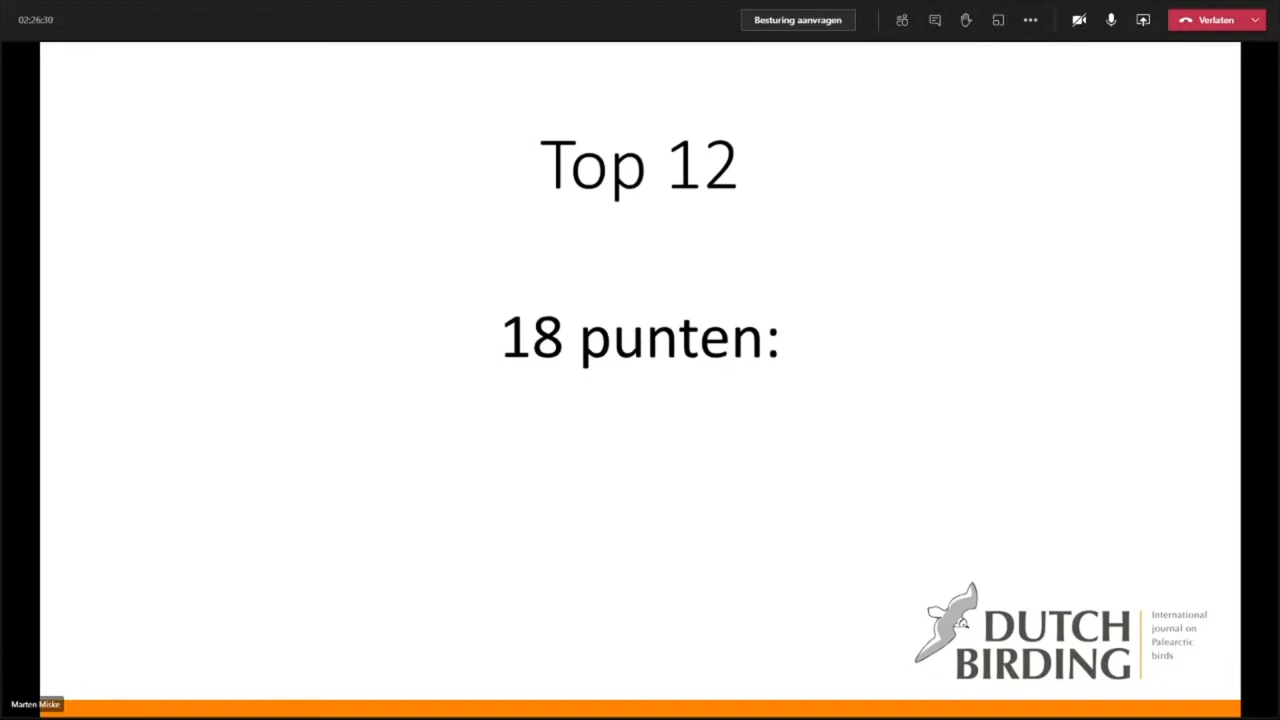 02:26:30
Besturing aanvragen
Verlaten
Top 12
18 punten:
DUTCH
BIRDING
International
journal on
Palearctic
birds
Marten Miske